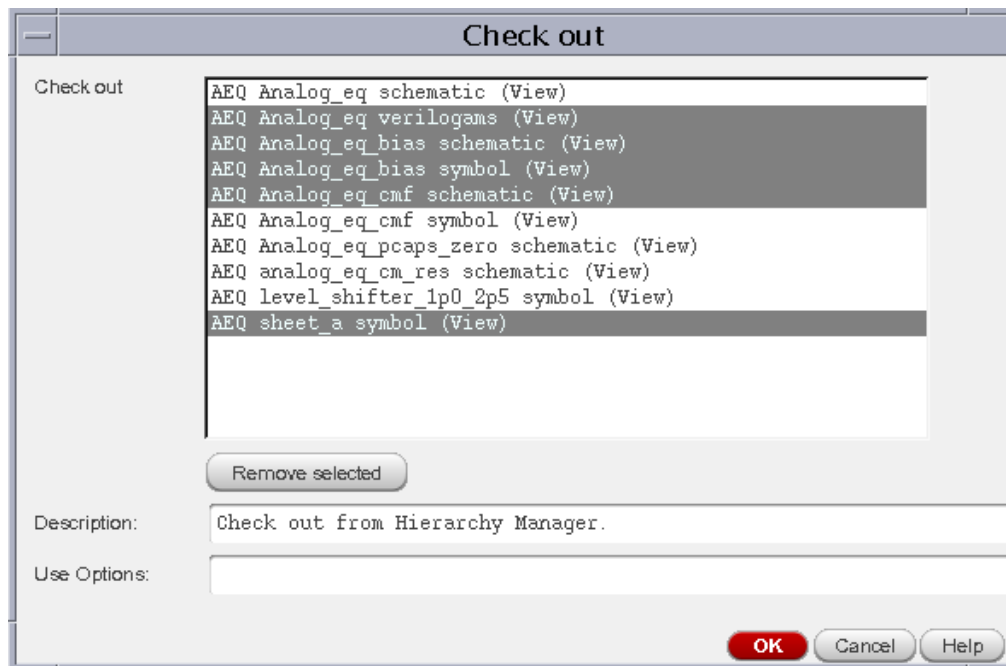 Check out
Check out
AEQ Analog_eq schematic (View)
AEQ Analog_eq verilogams (View)
AEQ Analog_eq_bias schematic (View)
AEQ Analog_eq_bias symbol (View)
AEQ Analog_eq_cmf schematic (View)
AEQ Analog_eq_cmf symbol (View)
AEQ Analog_eq_pcaps_zero schematic (View)
AEQ analog_eq_cm_res schematic (View)
AEQ level_shifter_1p0_2p5 symbol (View)
AEQ sheet_a symbol (View)
Remove selected
Description: Check out from Hierarchy Manager.
Use Options:
OK Cancel Help